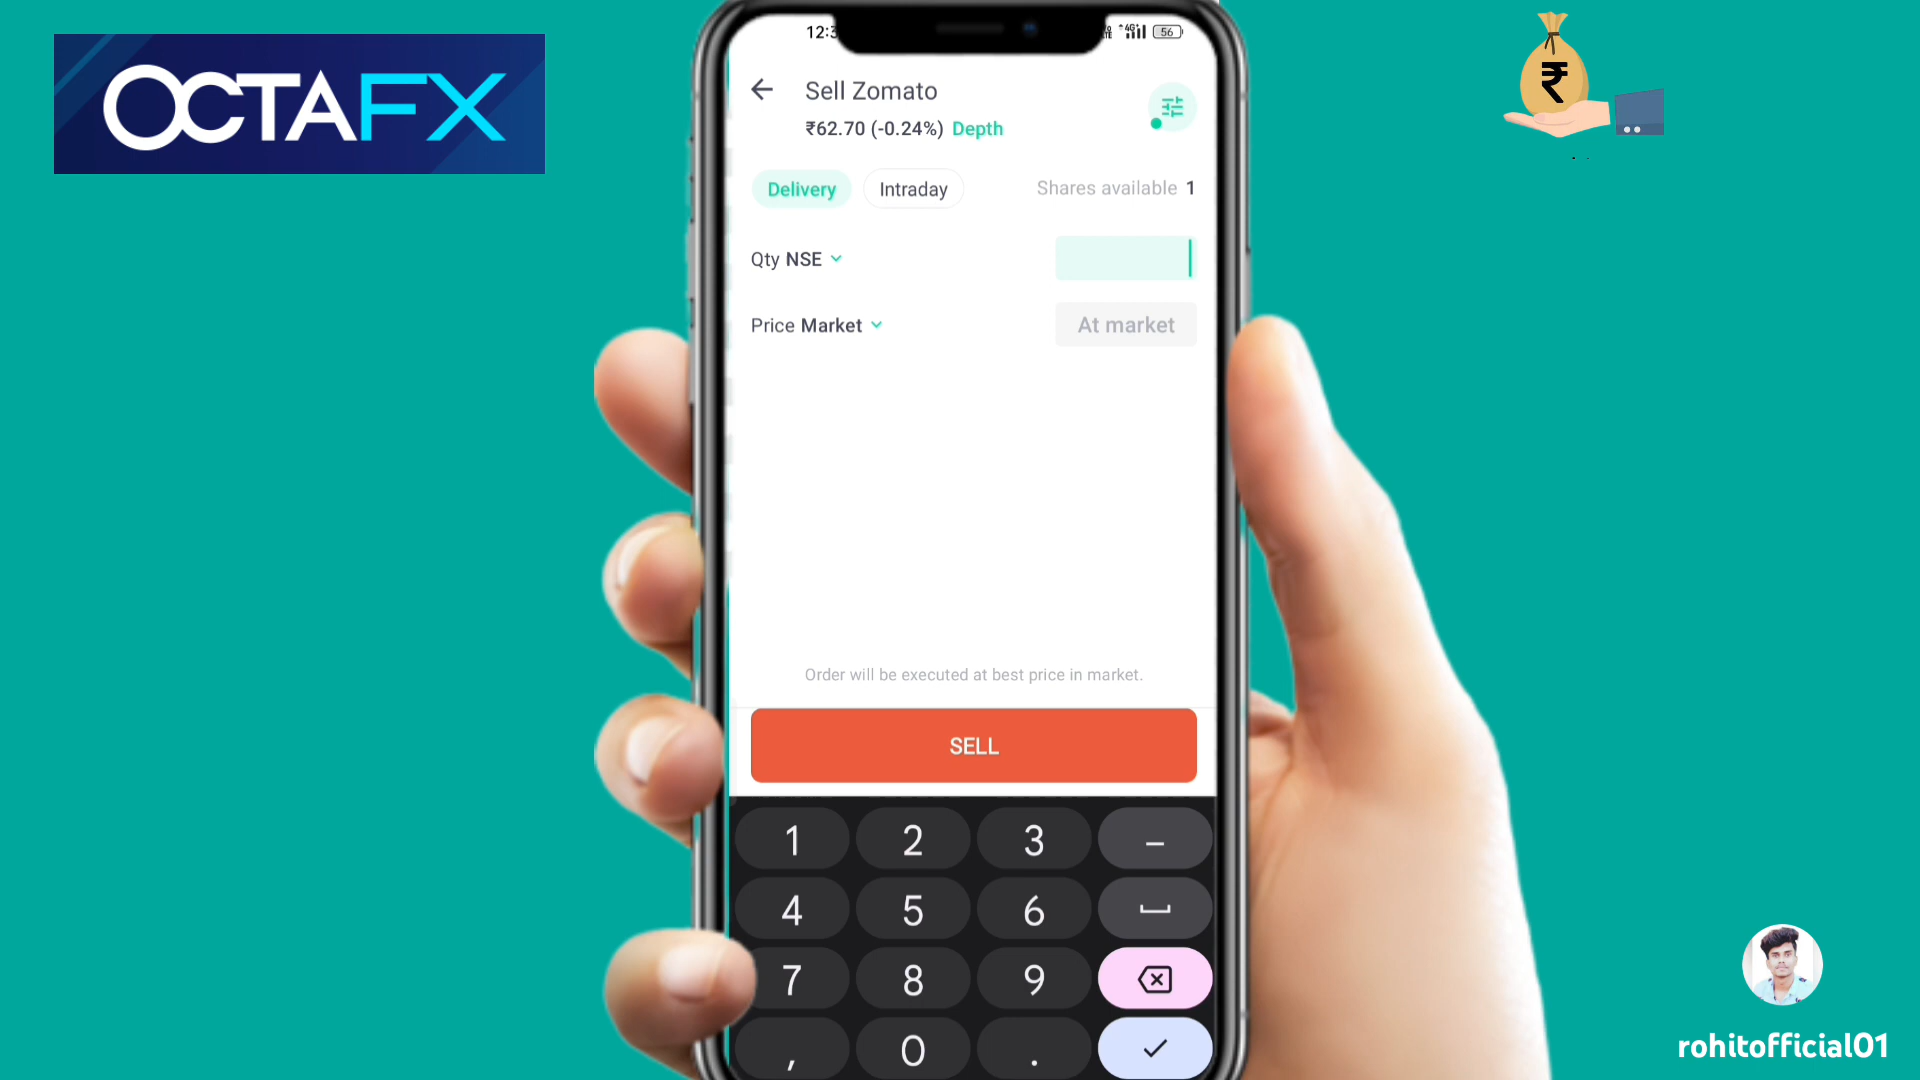 OCTAFX
12:3
4G+
56
Sell Zomato
₹62.70 (-0.24%) Depth
₹
Delivery
Intraday
Shares available 1
Qty NSE
Price Market
At market
Order will be executed at best price in market.
SELL
1 2 3 –
4 5 6
7 8 9
, 0 .
rohitofficial01